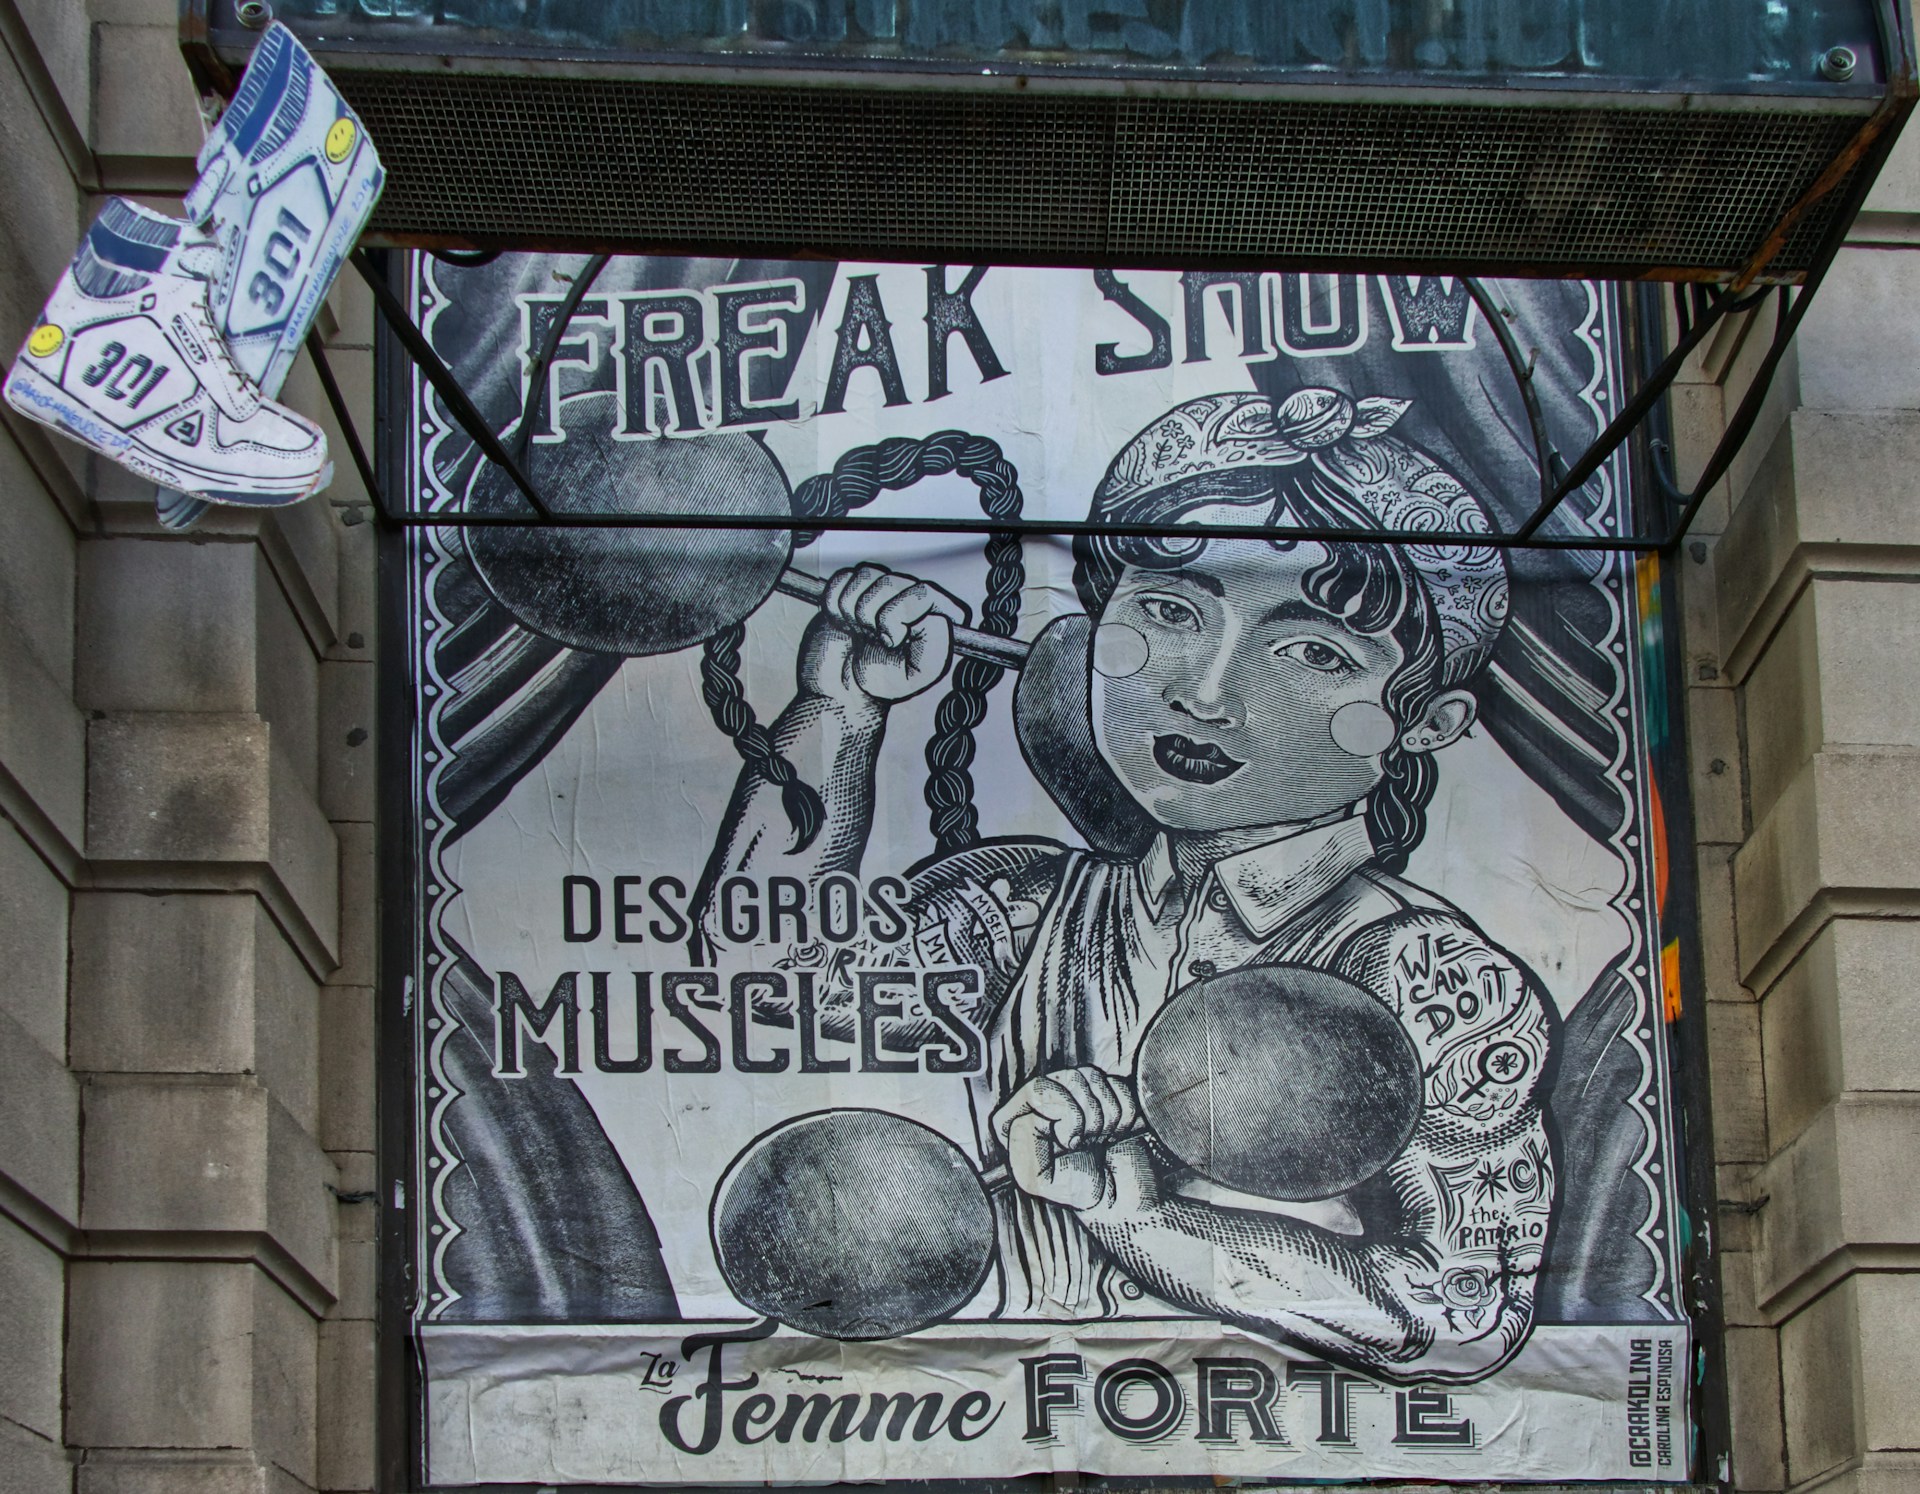 301
301
FREAK SHOW
DES GROS
MUSCLES
MYSELF
MY
WE
CAN
DO IT
F*CK
the
PATRIO
La Femme FORTE
@CRAKOLINA
CAROLINA ESPINOSA